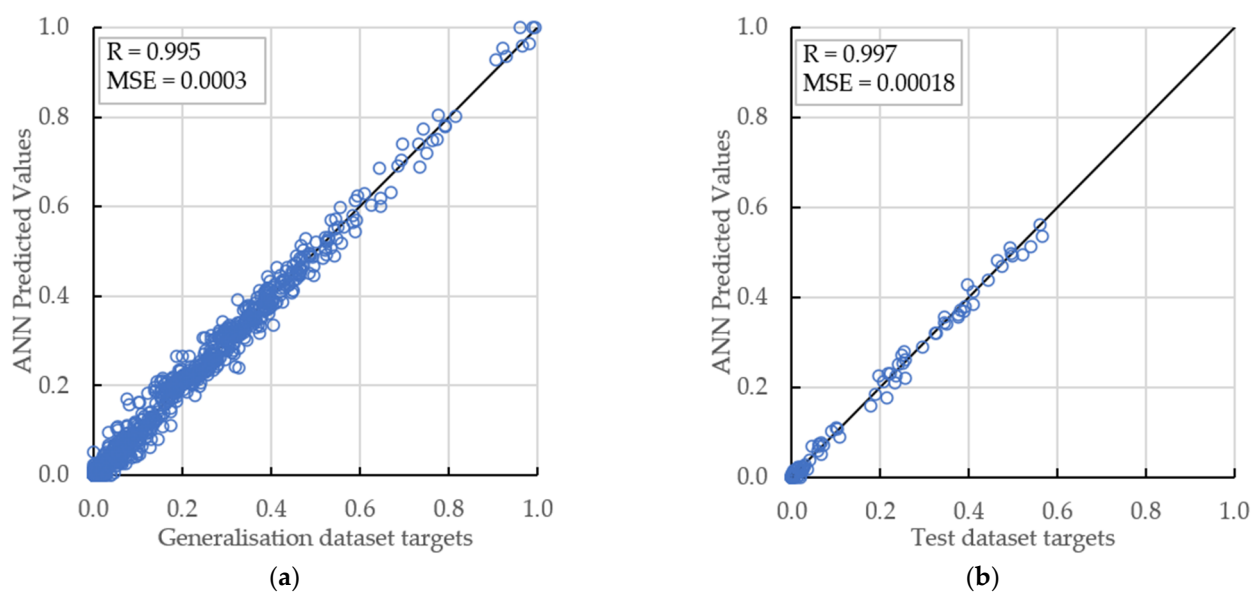 R = 0.995
MSE = 0.0003
1.0
0.8
0.6
0.4
0.2
0.0
ANN Predicted Values
0.0 0.2 0.4 0.6 0.8 1.0
Generalisation dataset targets
(a)
R = 0.997
MSE = 0.00018
1.0
0.8
0.6
0.4
0.2
0.0
ANN Predicted Values
0.0 0.2 0.4 0.6 0.8 1.0
Test dataset targets
(b)